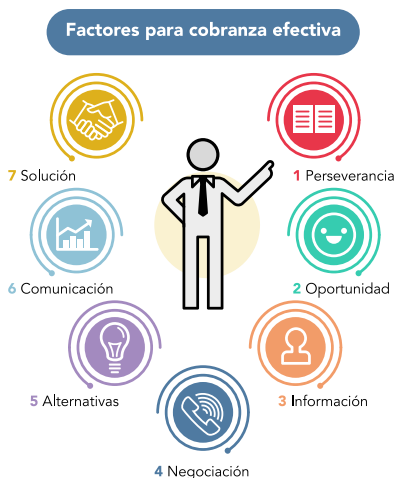 Factores para cobranza efectiva
1 Perseverancia
2 Oportunidad
3 Información
4 Negociación
5 Alternativas
6 Comunicación
7 Solución